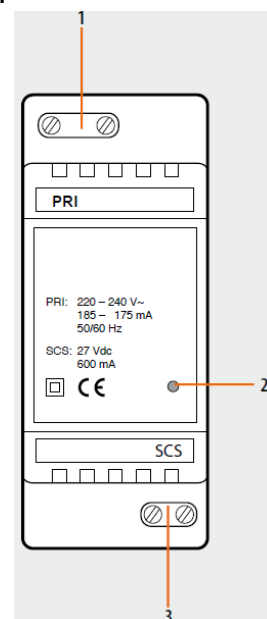 1
PRI
PRI: 220 – 240 V~
185 – 175 mA
50/60 Hz
SCS: 27 Vdc
600 mA
CE
2
SCS
3